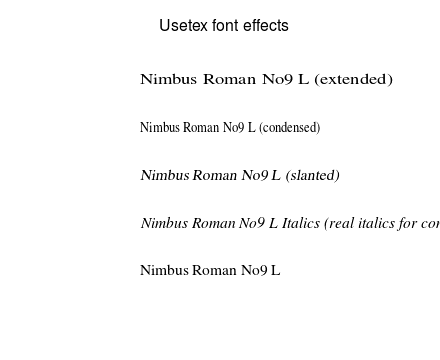 Usetex font effects
Nimbus Roman No9 L (extended)
Nimbus Roman No9 L (condensed)
Nimbus Roman No9 L (slanted)
Nimbus Roman No9 L Italics (real italics for
Nimbus Roman No9 L